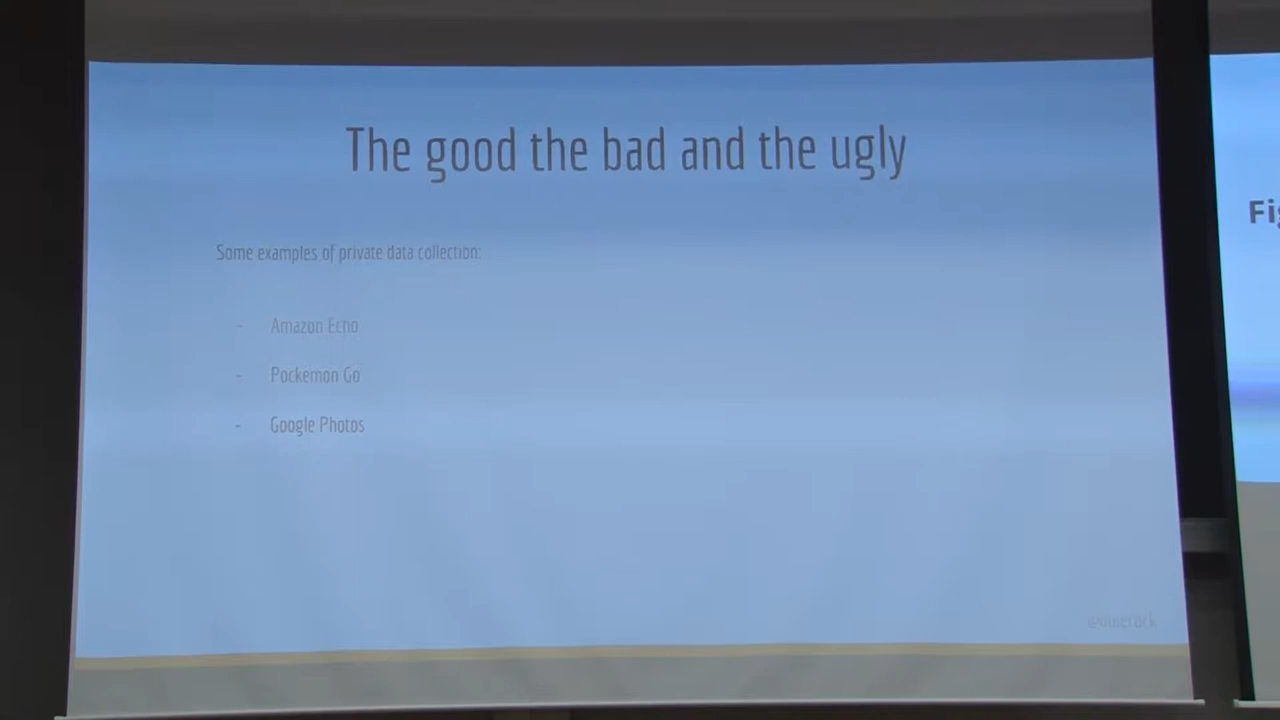 The good the bad and the ugly
Some examples of private data collection:
- Amazon Echo
- Pockemon Go
- Google Photos